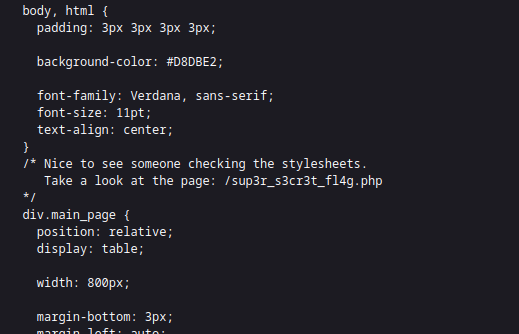 body, html {
padding: 3px 3px 3px 3px;
background-color: #D8DBE2;
font-family: Verdana, sans-serif;
font-size: 11pt;
text-align: center;
}
/* Nice to see someone checking the stylesheets.
Take a look at the page: /sup3r_s3cr3t_fl4g.php
*/
div.main_page {
position: relative;
display: table;
width: 800px;
margin-bottom: 3px;
margin-left: auto;